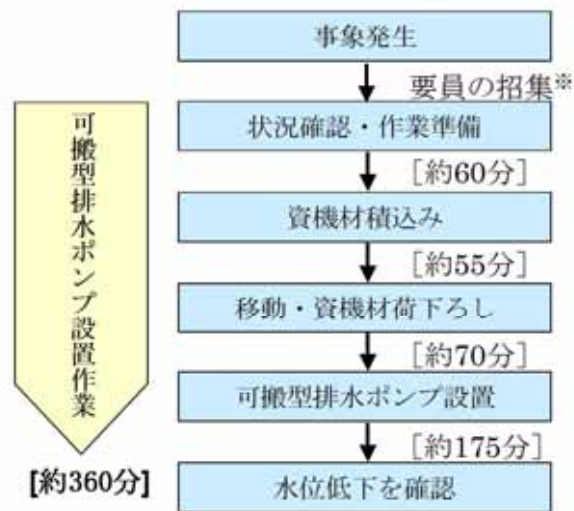 事象発生
要員の招集※
状況確認・作業準備
［約60分］
資機材積込み
［約55分］
移動・資機材荷下ろし
［約70分］
可搬型排水ポンプ設置
［約175分］
水位低下を確認
可搬型排水ポンプ設置作業
[約360分]